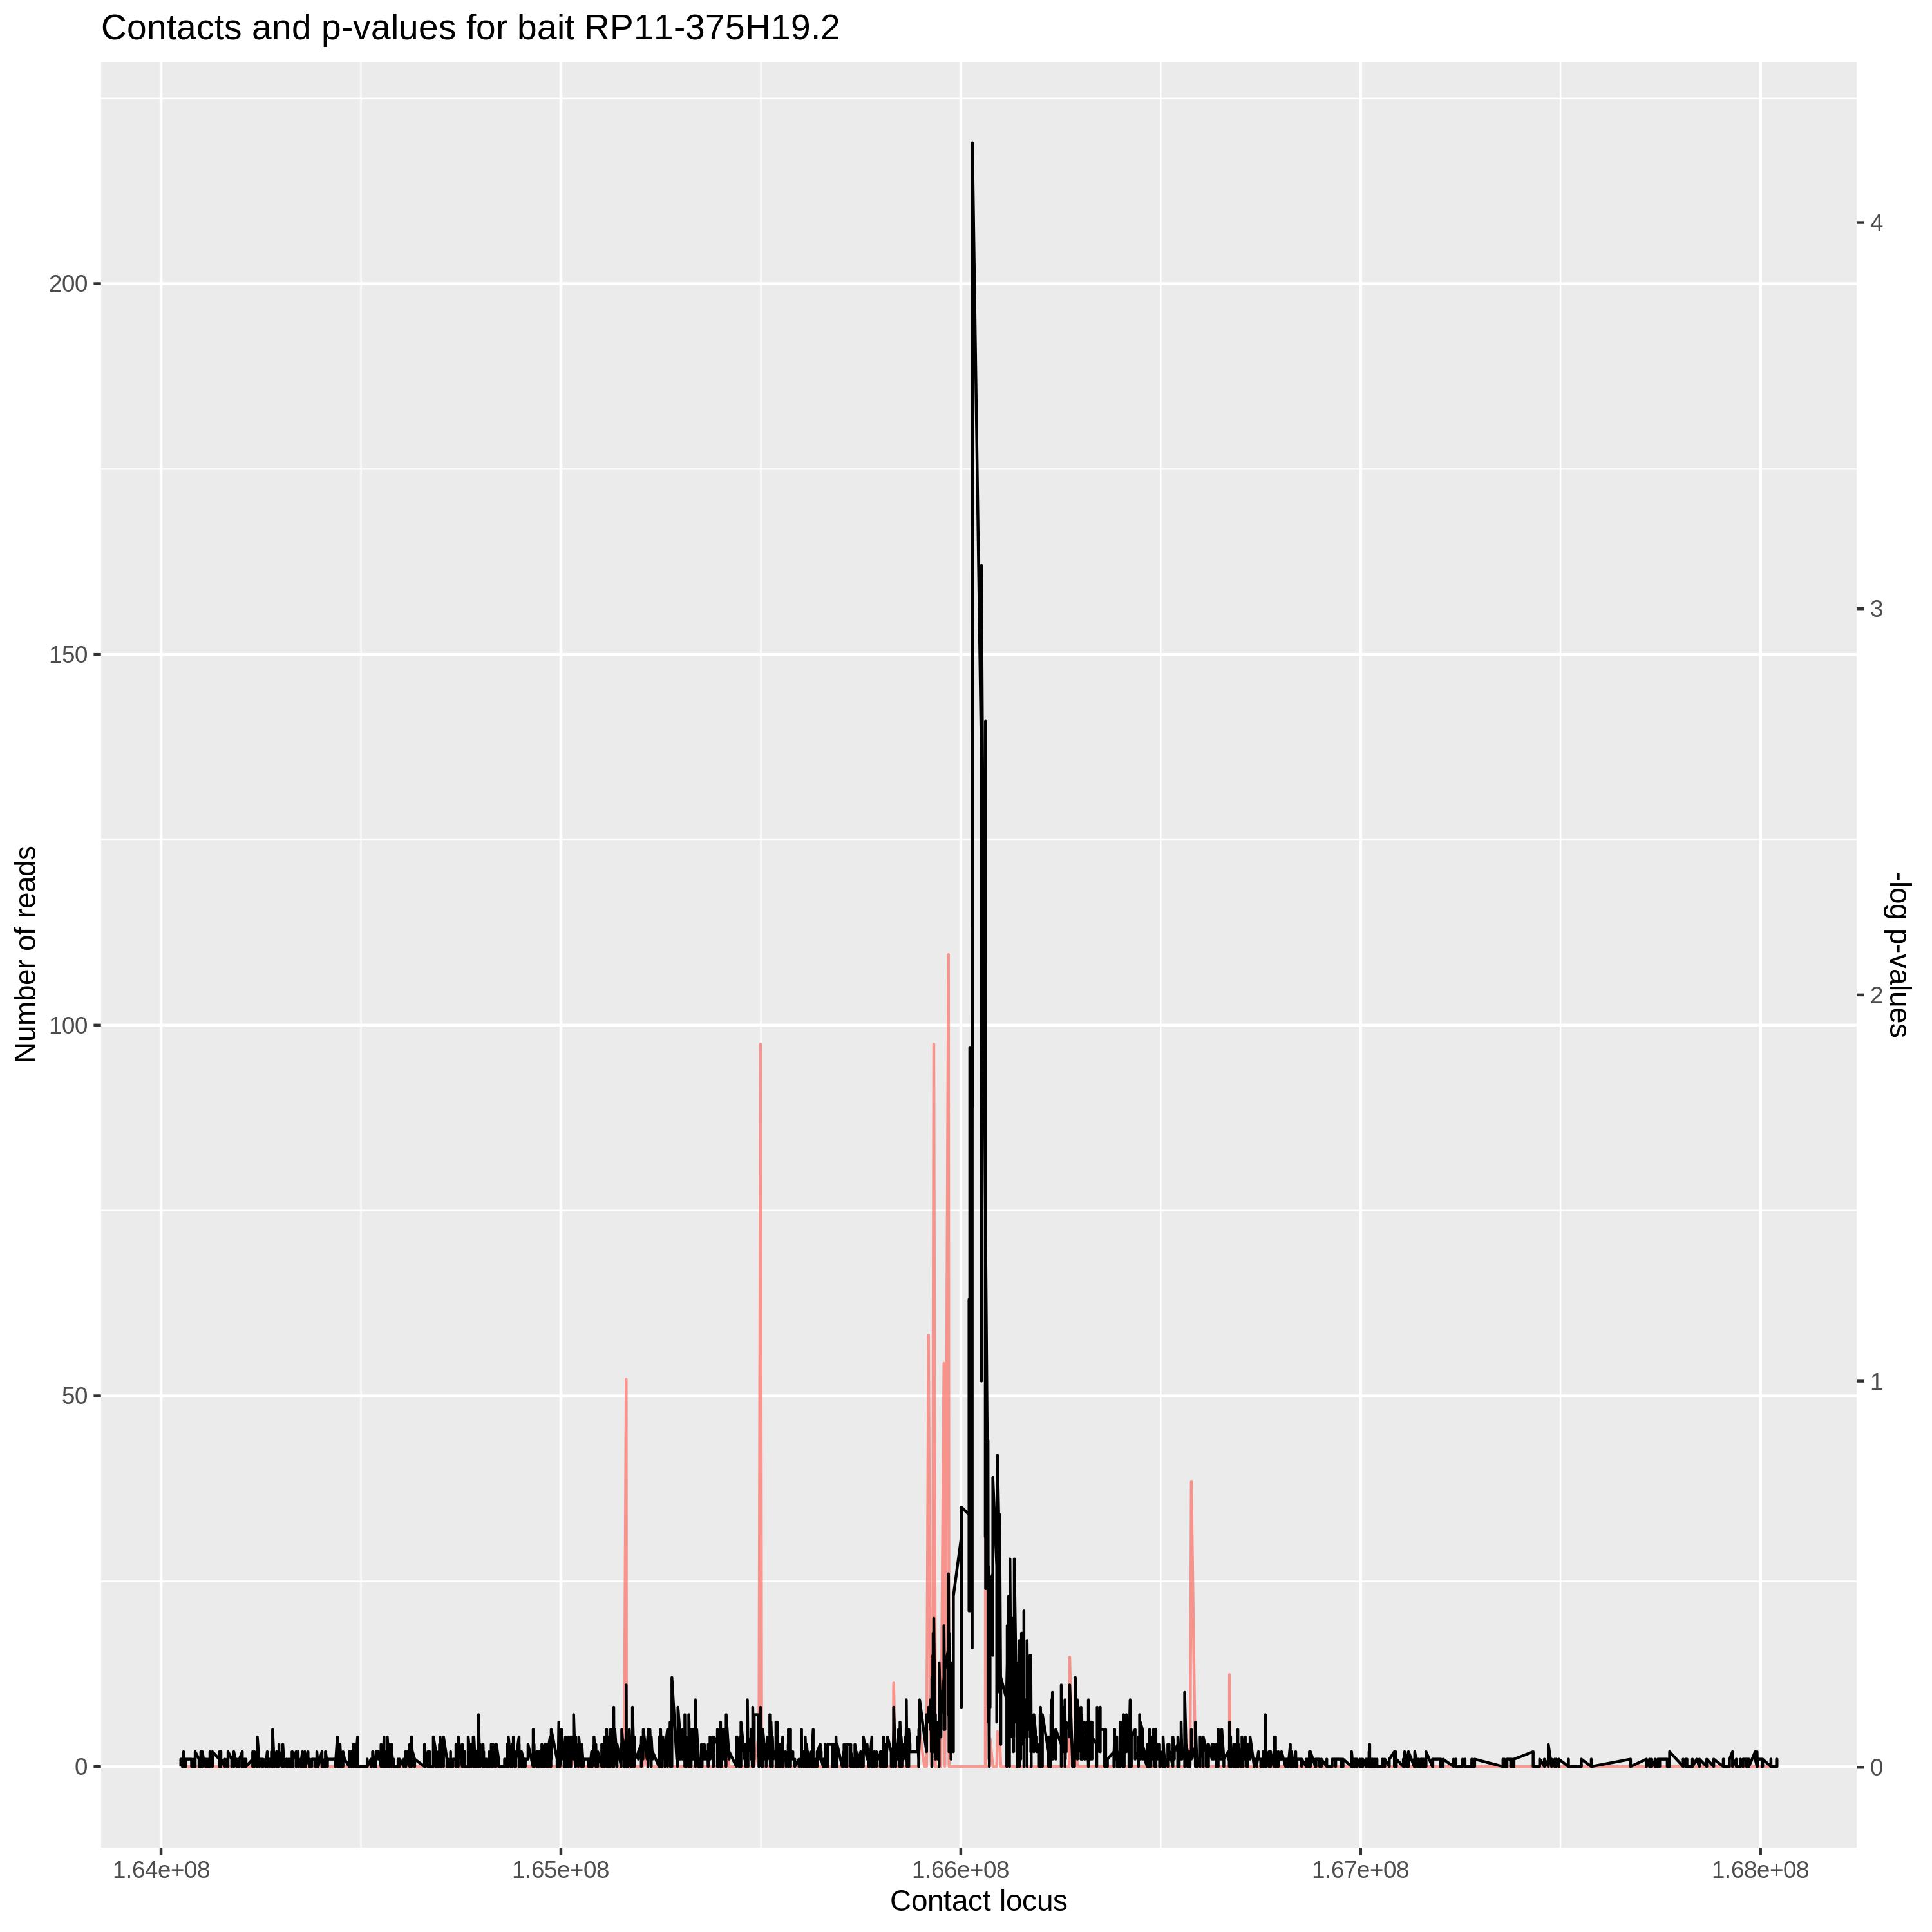 Contacts and p-values for bait RP11-375H19.2
Number of reads
200
150
100
50
0
4
3
2
1
0
-log p-values
1.64e+08 1.65e+08 1.66e+08 1.67e+08 1.68e+08
Contact locus